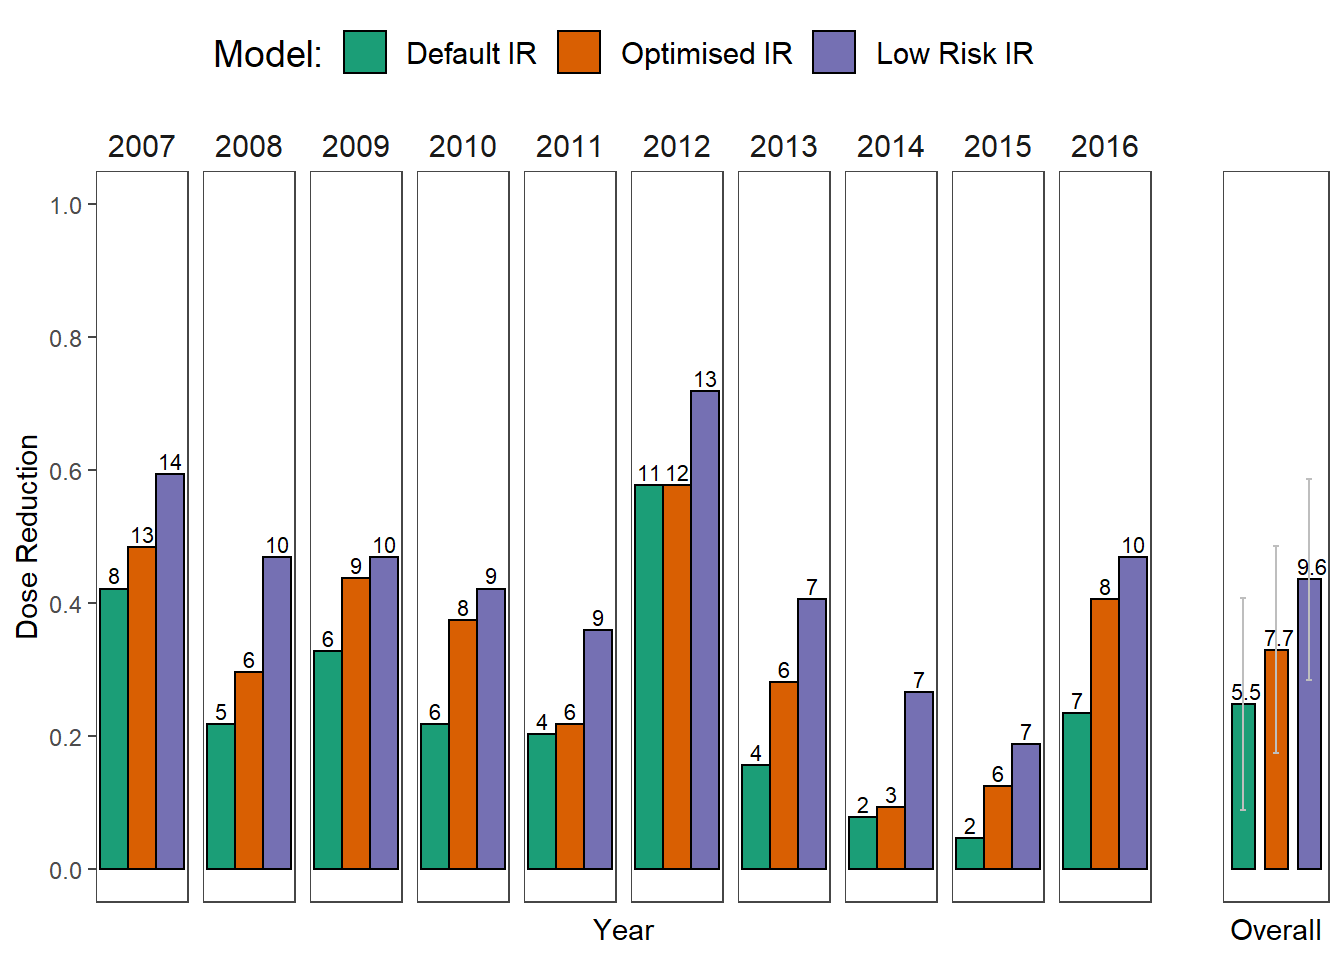 Model: Default IR Optimised IR Low Risk IR
2007 2008 2009 2010 2011 2012 2013 2014 2015 2016
1.0
0.8
0.6
0.4
0.2
0.0
Dose Reduction
8 13 14
5 6 10
6 9 10
6 8 9
4 6 9
11 12 13
4 6 7
2 3 7
2 6 7
7 8 10
5.5 7.7 9.6
Year
Overall